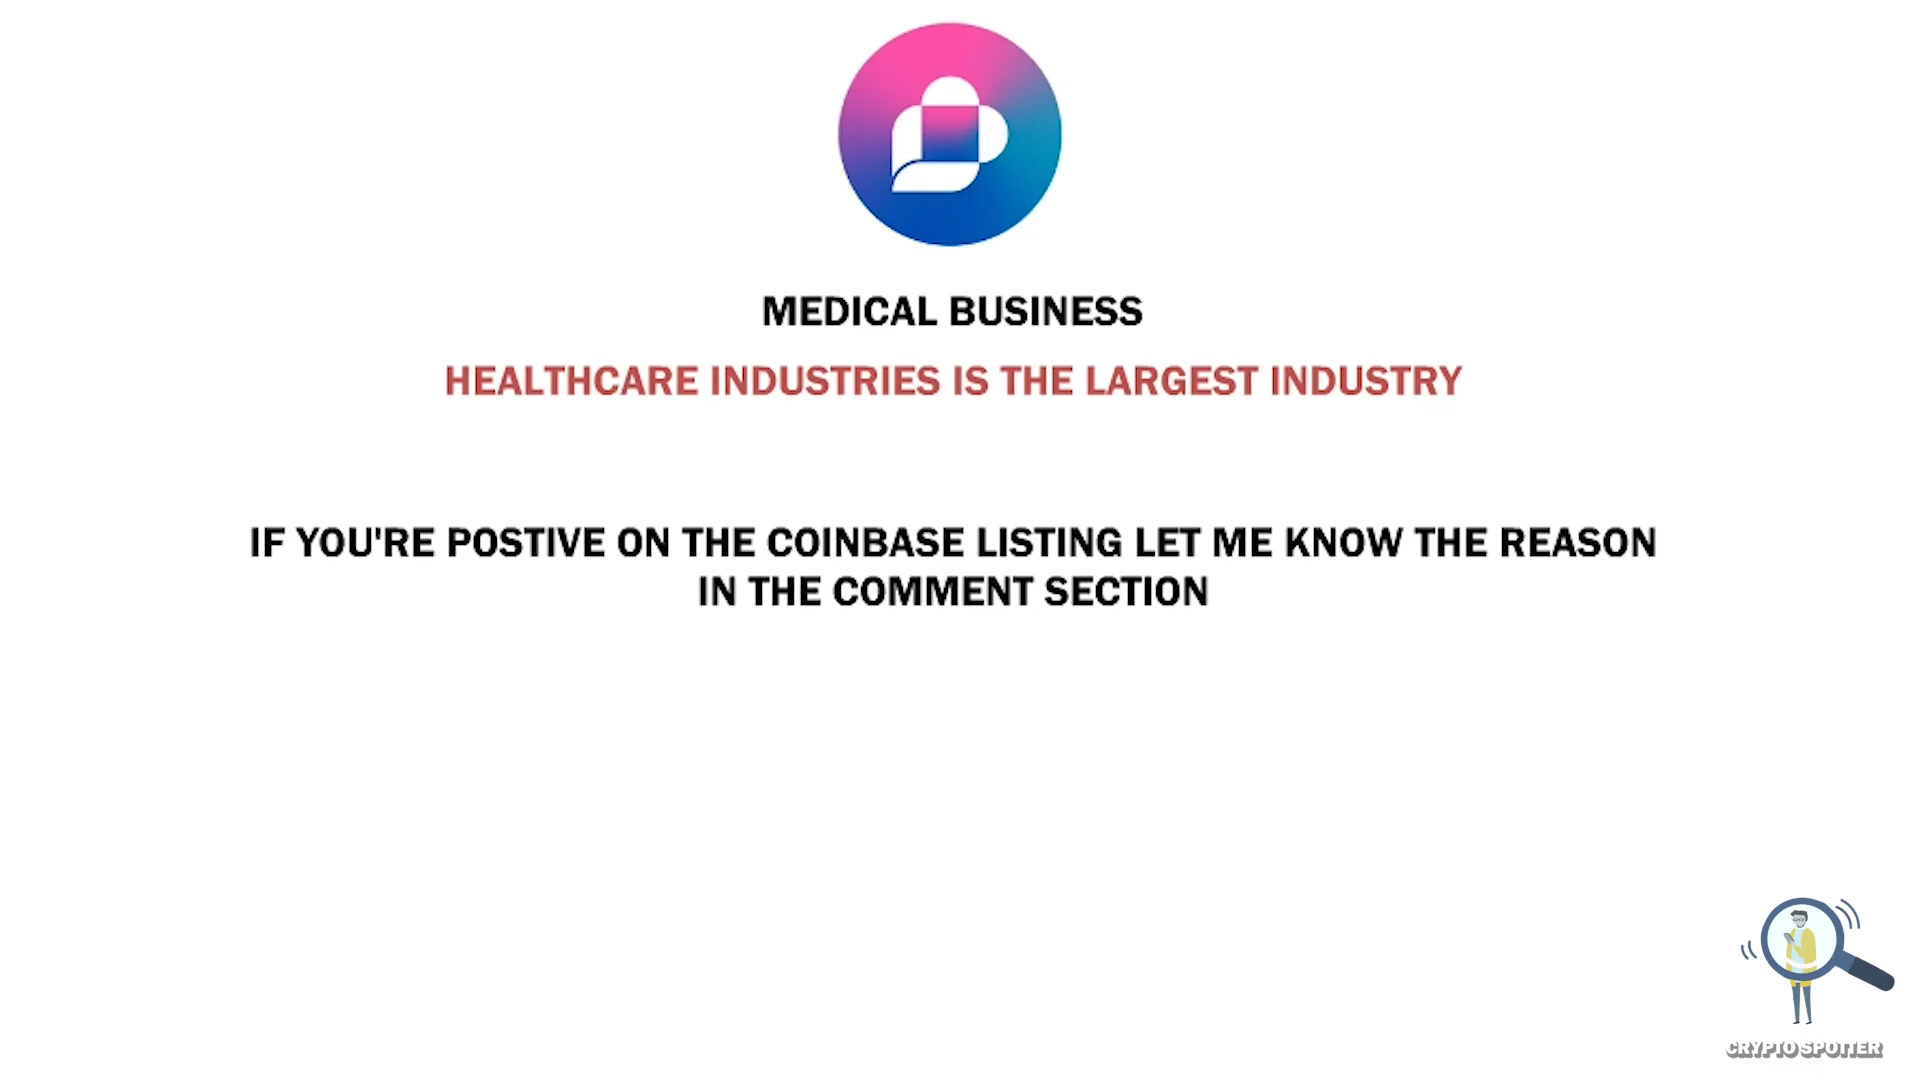 MEDICAL BUSINESS
HEALTHCARE INDUSTRIES IS THE LARGEST INDUSTRY
IF YOU'RE POSTIVE ON THE COINBASE LISTING LET ME KNOW THE REASON
IN THE COMMENT SECTION
CRYPTO SPOTTER